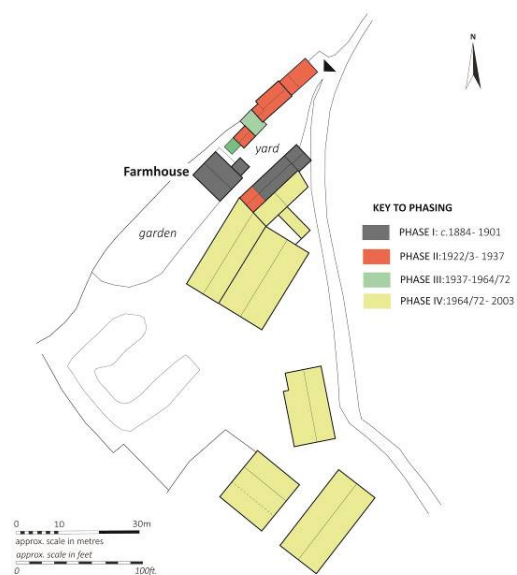 N
yard
Farmhouse
garden
KEY TO PHASING
PHASE I: c.1884- 1901
PHASE II:1922/3- 1937
PHASE III:1937-1964/72
PHASE IV:1964/72- 2003
0 10 30m
approx. scale in metres
approx. scale in feet
0 100ft.